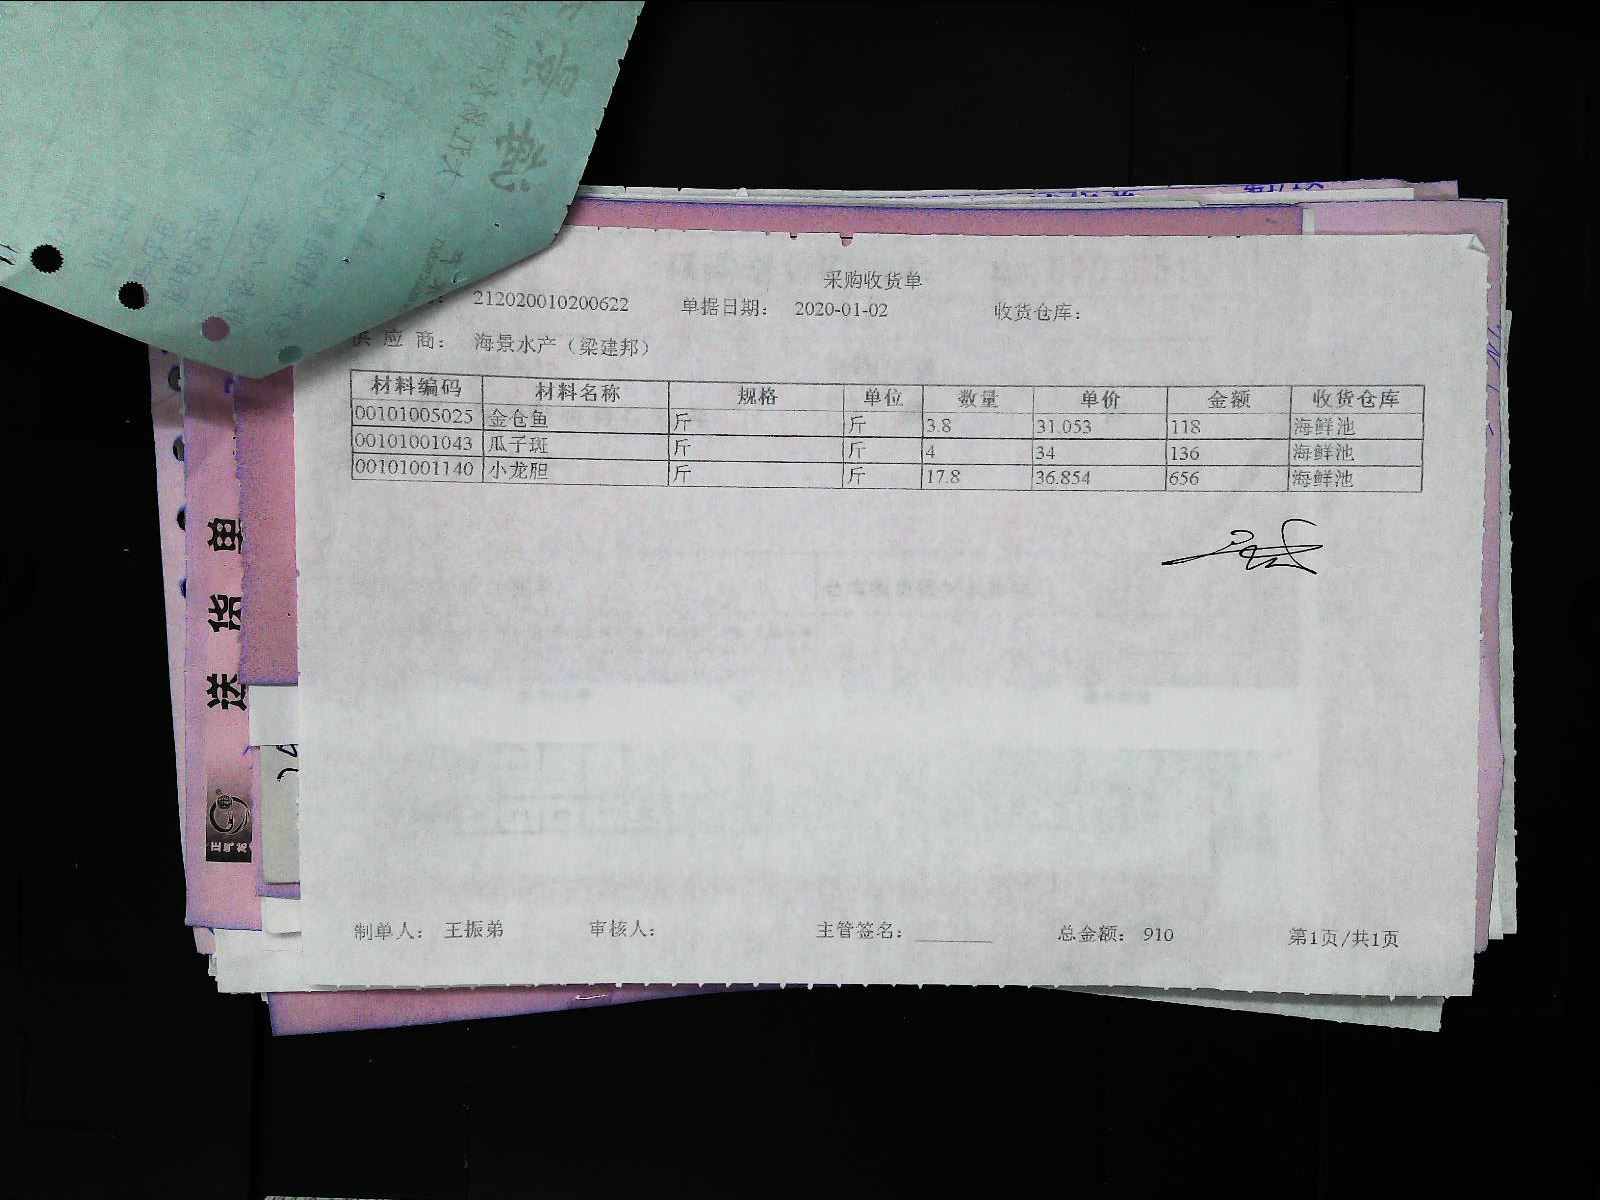 采购收货单
212020010200622 单据日期: 2020-01-02 收货仓库:
供应商: 海景水产（梁建邦）
材料编码 材料名称 规格 单位 数量 单价 金额 收货仓库
00101005025 金仓鱼 斤 斤 3.8 31.053 118 海鲜池
00101001043 瓜子斑 斤 斤 4 34 136 海鲜池
00101001140 小龙胆 斤 斤 17.8 36.854 656 海鲜池
制单人: 王振弟 审核人: 主管签名: 总金额: 910 第1页/共1页
送货单